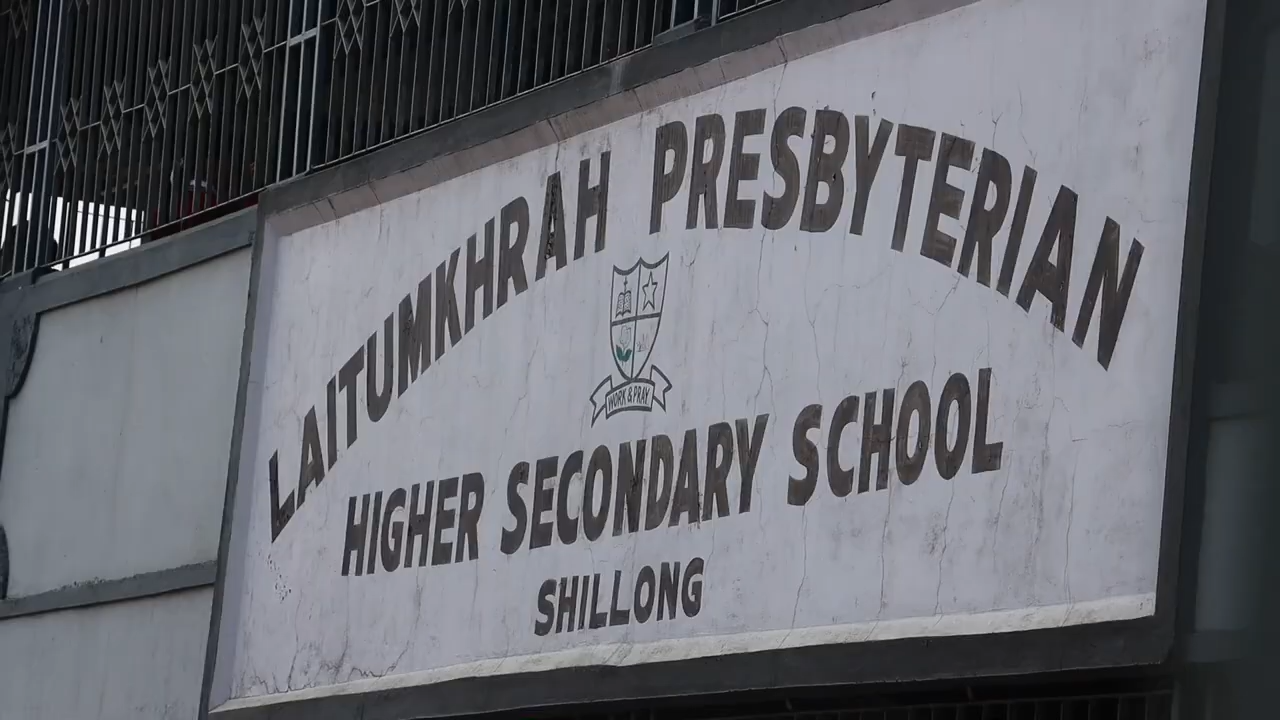 LAITUMKHRAH PRESBYTERIAN
WORK & PRAY
HIGHER SECONDARY SCHOOL
SHILLONG